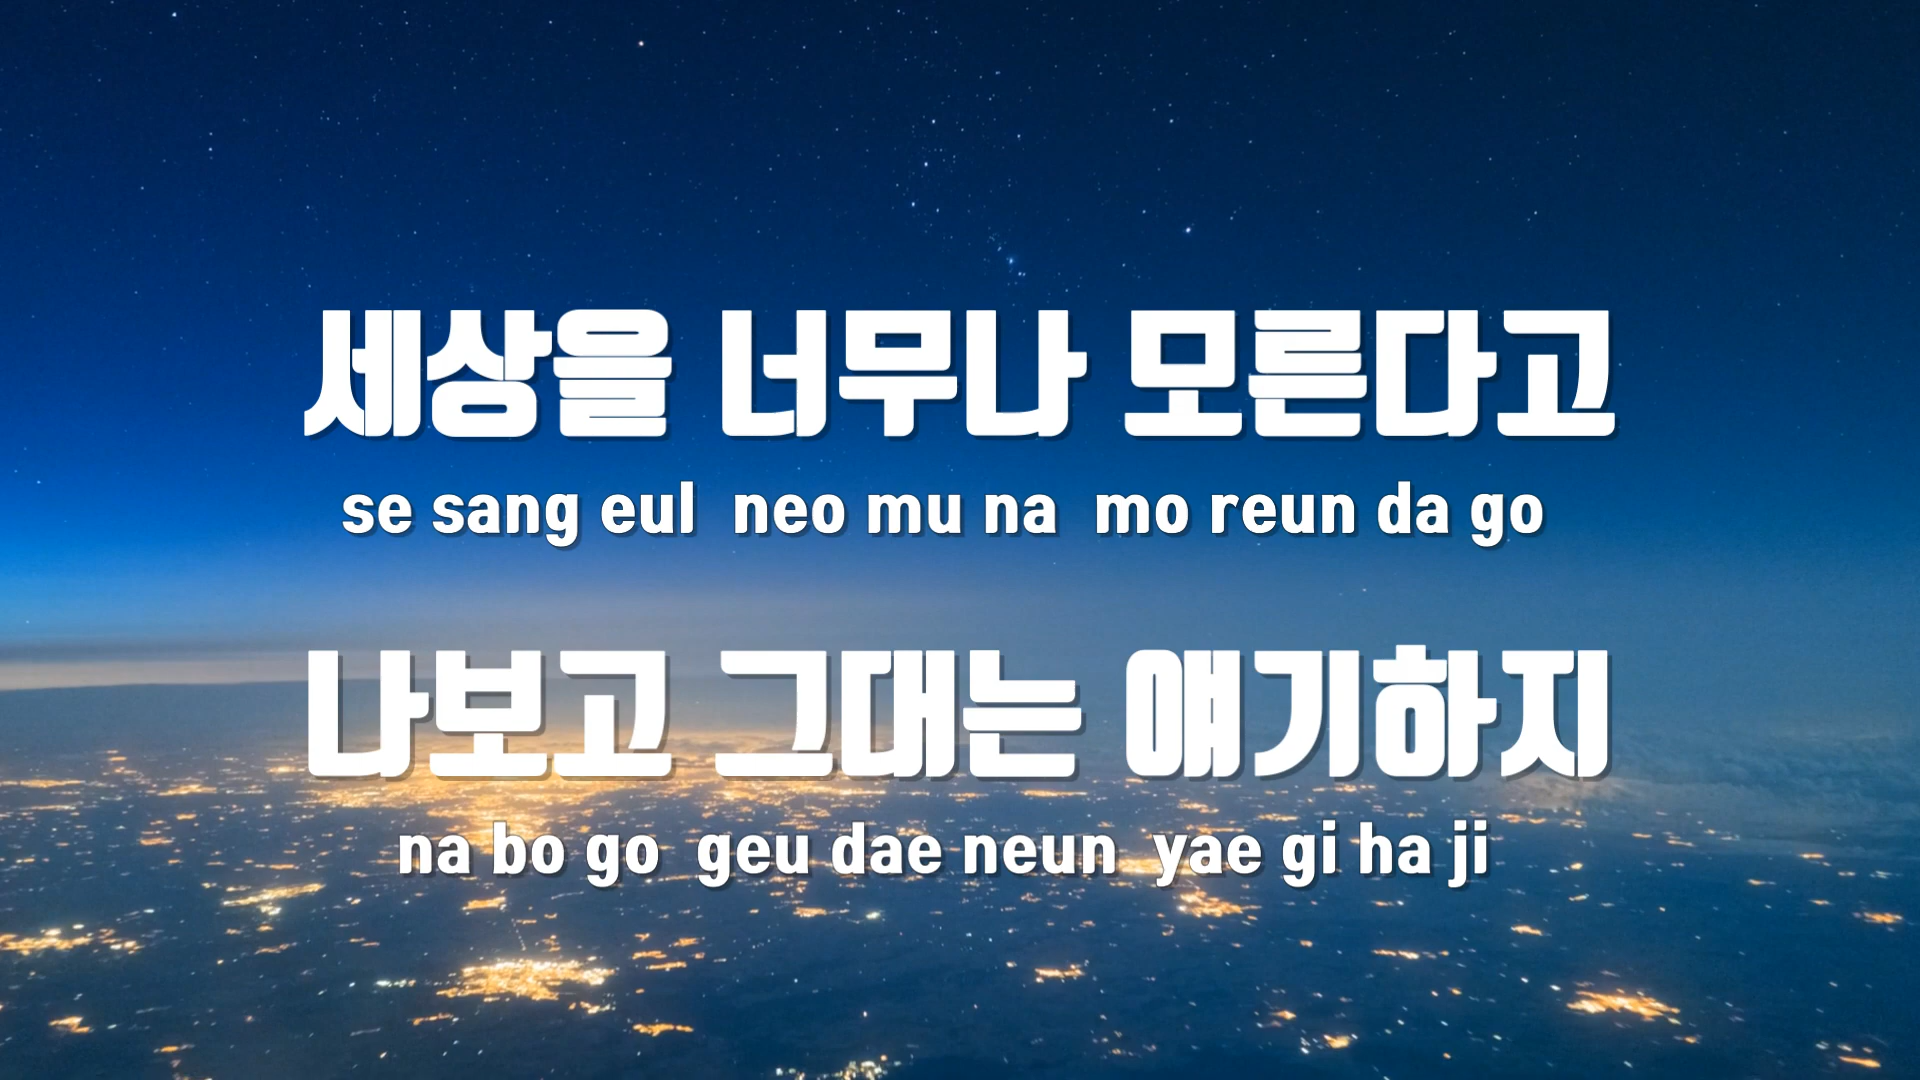 세상을 너무나 모른다고
se sang eul neo mu na mo reun da go
나보고 그대는 얘기하지
na bo go geu dae neun yae gi ha ji